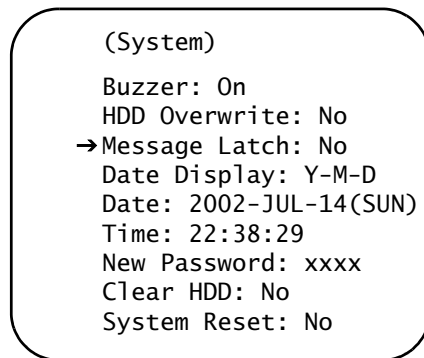 (System)
Buzzer: On
HDD Overwrite: No
➔Message Latch: No
Date Display: Y-M-D
Date: 2002-JUL-14(SUN)
Time: 22:38:29
New Password: xxxx
Clear HDD: No
System Reset: No